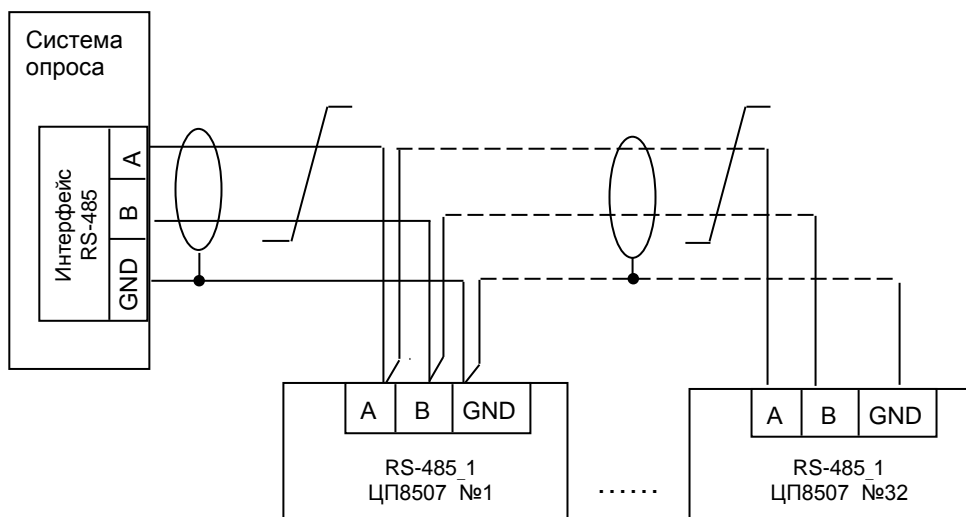 Система
опроса
Интерфейс
RS-485
A
B
GND
A
B
GND
RS-485_1
ЦП8507 №1
......
A
B
GND
RS-485_1
ЦП8507 №32